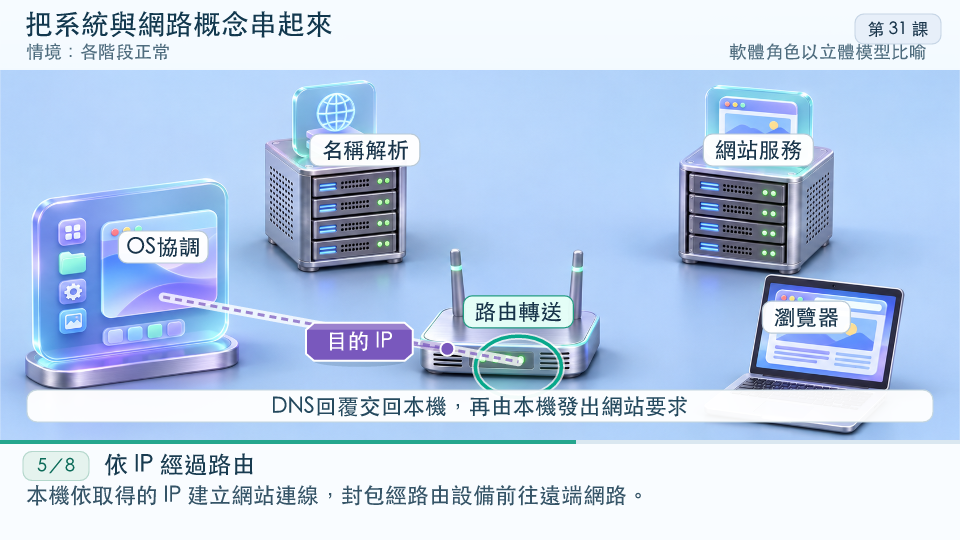 把系統與網路概念串起來
情境：各階段正常
第 31 課
軟體角色以立體模型比喻
名稱解析
網站服務
OS協調
路由轉送
目的 IP
瀏覽器
DNS回覆交回本機，再由本機發出網站要求
5／8
依 IP 經過路由
本機依取得的 IP 建立網站連線，封包經路由設備前往遠端網路。